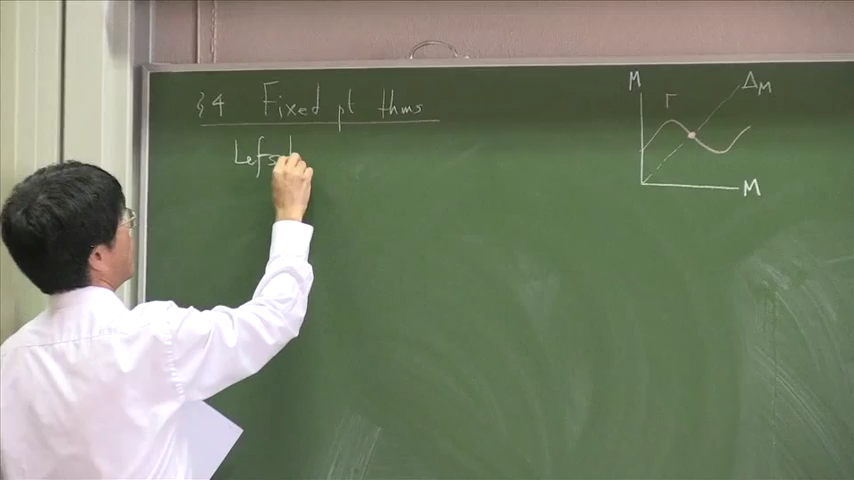 §4 Fixed pt thms
Lefs
M
Γ
Δ_M
M